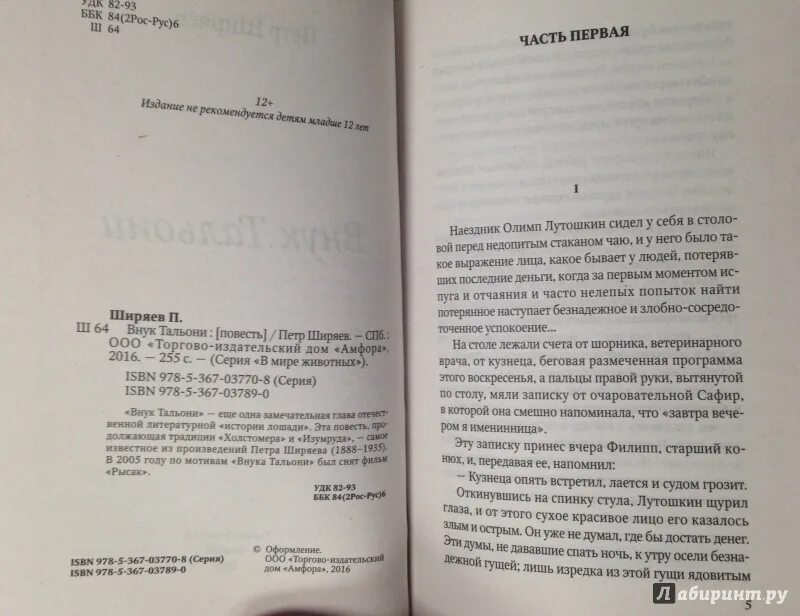 УДК 82-93
ББК 84(2Рос-Рус)6
Ш 64
12+
Издание не рекомендуется детям младше 12 лет
Ширяев П.
Ш 64 Внук Тальони : [повесть] / Петр Ширяев. — СПб. :
ООО «Торгово-издательский дом «Амфора»,
2016. — 255 с. — (Серия «В мире животных»).
ISBN 978-5-367-03770-8 (Серия)
ISBN 978-5-367-03789-0
«Внук Тальони» — еще одна замечательная глава отечест-
венной литературной «истории лошади». Эта повесть, про-
должающая традиции «Холстомера» и «Изумруда», — самое
известное из произведений Петра Ширяева (1888–1935).
В 2005 году по мотивам «Внука Тальони» был снят фильм
«Рысак».
УДК 82-93
ББК 84(2Рос-Рус)6
ISBN 978-5-367-03770-8 (Серия)
ISBN 978-5-367-03789-0
© Оформление.
ООО «Торгово-издательский
дом «Амфора», 2016
ЧАСТЬ ПЕРВАЯ
I
Наездник Олимп Лутошкин сидел у себя в столо-
вой перед недопитым стаканом чаю, и у него было та-
кое выражение лица, какое бывает у людей, потеряв-
ших последние деньги, когда за первым моментом ис-
пуга и отчаяния и часто нелепых попыток найти
потерянное наступает безнадежное и злобно-сосредо-
точенное успокоение...
На столе лежали счета от шорника, ветеринарного
врача, от кузнеца, беговая размеченная программа
этого воскресенья, а пальцы правой руки, вытянутой
по столу, мяли записку от очаровательной Сафир,
в которой она смешно напоминала, что «завтра вече-
ром я именинница».
Эту записку принес вчера Филипп, старший ко-
нюх, и, передавая ее, напомнил:
— Кузнеца опять встретил, лается и судом грозит.
Откинувшись на спинку стула, Лутошкин щурил
глаза, и от этого сухое красивое лицо его казалось
злым и острым. Он уже не думал, где бы достать денег.
Эти думы, не дававшие спать ночь, к утру осели безна-
дежной гущей; лишь изредка из этой гущи ядовитым
5
Лабиринт.ру